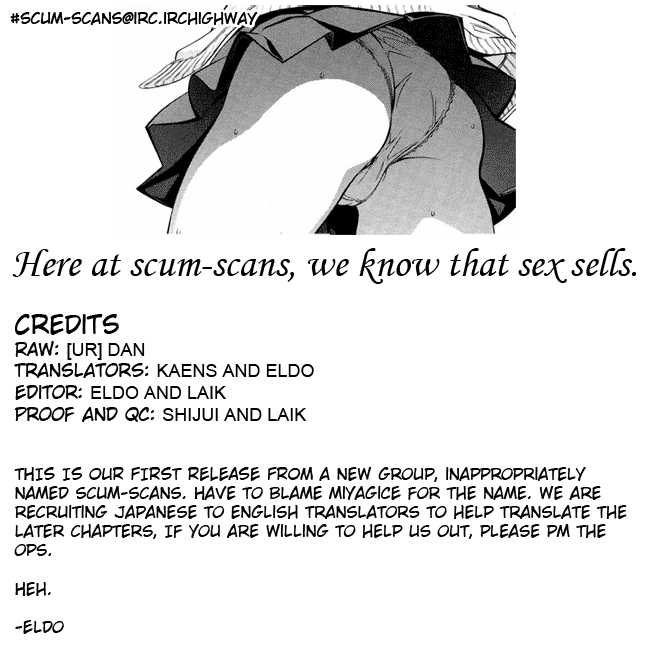 #SCUM-SCANS@IRC.IRCHIGHWAY
Here at scum-scans, we know that sex sells.
CREDITS
RAW: [UR] DAN
TRANSLATORS: KAENS AND ELDO
EDITOR: ELDO AND LAIK
PROOF AND QC: SHIJUI AND LAIK
THIS IS OUR FIRST RELEASE FROM A NEW GROUP, INAPPROPRIATELY
NAMED SCUM-SCANS. HAVE TO BLAME MIYAGICE FOR THE NAME. WE ARE
RECRUITING JAPANESE TO ENGLISH TRANSLATORS TO HELP TRANSLATE THE
LATER CHAPTERS, IF YOU ARE WILLING TO HELP US OUT, PLEASE PM THE
OPS.
HEH.
-ELDO